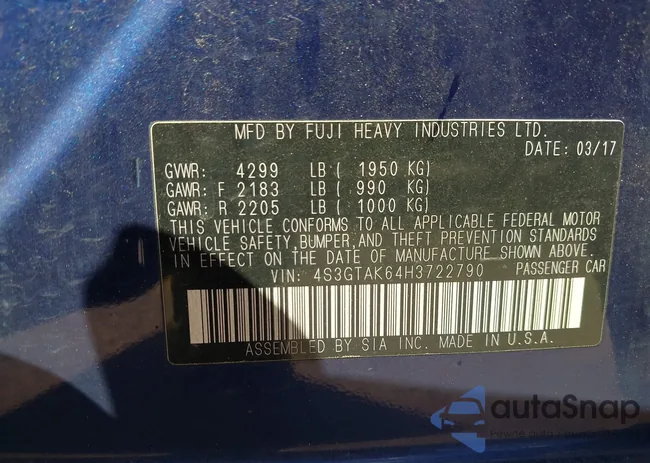 MFD BY FUJI HEAVY INDUSTRIES LTD.
DATE: 03/17
GVWR: 4299 LB ( 1950 KG)
GAWR: F 2183 LB ( 990 KG)
GAWR: R 2205 LB ( 1000 KG)
THIS VEHICLE CONFORMS TO ALL APPLICABLE FEDERAL MOTOR
VEHICLE SAFETY,BUMPER,AND THEFT PREVENTION STANDARDS
IN EFFECT ON THE DATE OF MANUFACTURE SHOWN ABOVE.
VIN: 4S3GTAK64H3722790 PASSENGER CAR
ASSEMBLED BY SIA INC. MADE IN U.S.A.
autaSnap
Pewne auto z